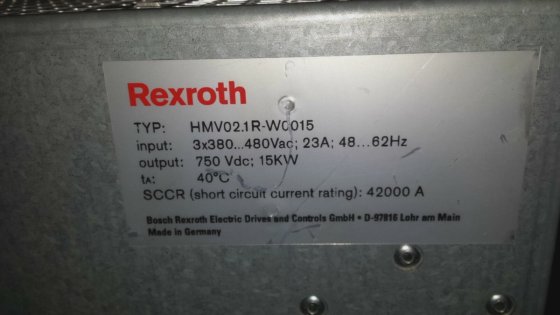 Rexroth
TYP: HMV02.1R-W0015
input: 3x380...480Vac; 23A; 48...62Hz
output: 750 Vdc; 15KW
tA: 40°C
SCCR (short circuit current rating): 42000 A
Bosch Rexroth Electric Drives and Controls GmbH • D-97816 Lohr am Main
Made in Germany